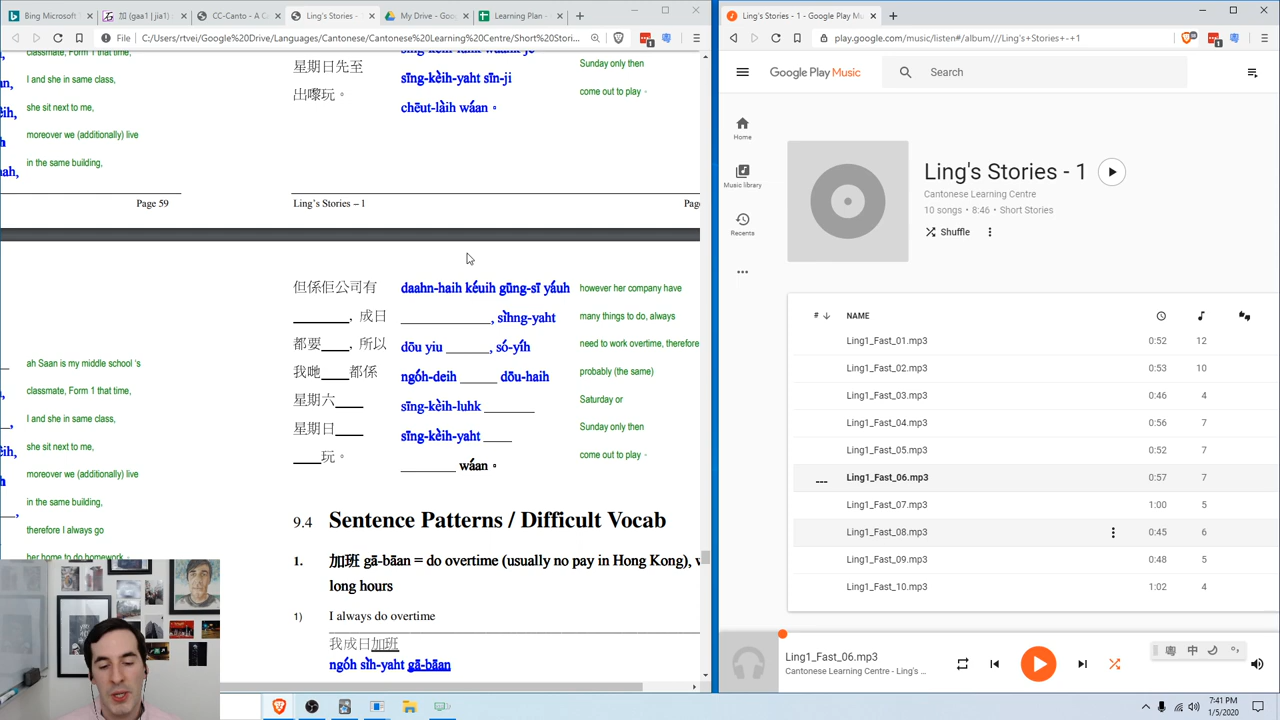 Bing Microsoft T
[J] (gaa1 | jia1)
CC-Canto - A C
Ling's Stories -
My Drive - Goo
Learning Plan -
Ling's Stories - 1 - Google Play Mus
File
C:/Users/rtvei/Google%20Drive/Languages/Cantonese/Cantonese%20Learning%20Centre/Short%20Stori...
play.google.com/music/listen#/album///Ling's+Stories+-+1
classmate, Form 1 that time,
I and she in same class,
she sit next to me,
moreover we (additionally) live
in the same building,
Page 59
星期日先至
出嚟玩。
sīng-kèih-yaht sīn-ji
chēut-làih wáan。
Sunday only then
come out to play。
Ling's Stories – 1
Pag
ah Saan is my middle school 's
classmate, Form 1 that time,
I and she in same class,
she sit next to me,
moreover we (additionally) live
in the same building,
therefore I always go
her home to do homework。
但係佢公司有
daahn-haih kéuih gūng-sī yáuh
however her company have
________, 成日
_____________, sìhng-yaht
many things to do, always
都要____, 所以
dōu yiu ______, só-yíh
need to work overtime, therefore
我哋____都係
ngóh-deih _____ dōu-haih
probably (the same)
星期六____
sīng-kèih-luhk _______
Saturday or
星期日____
sīng-kèih-yaht ____
Sunday only then
____玩。
________ wáan。
come out to play。
9.4 Sentence Patterns / Difficult Vocab
1. 加班 gā-bāan = do overtime (usually no pay in Hong Kong), w
long hours
1) I always do overtime
我成日加班
ngóh sìh-yaht gā-bāan
Google Play Music
Search
Home
Music library
Recents
Ling's Stories - 1
Cantonese Learning Centre
10 songs • 8:46 • Short Stories
Shuffle
# NAME
Ling1_Fast_01.mp3 0:52 12
Ling1_Fast_02.mp3 0:53 10
Ling1_Fast_03.mp3 0:46 4
Ling1_Fast_04.mp3 0:56 7
Ling1_Fast_05.mp3 0:52 7
Ling1_Fast_06.mp3 0:57 7
Ling1_Fast_07.mp3 1:00 5
Ling1_Fast_08.mp3 0:45 6
Ling1_Fast_09.mp3 0:48 5
Ling1_Fast_10.mp3 1:02 4
Ling1_Fast_06.mp3
Cantonese Learning Centre - Ling's ...
粵 中
7:41 PM
1/5/2020